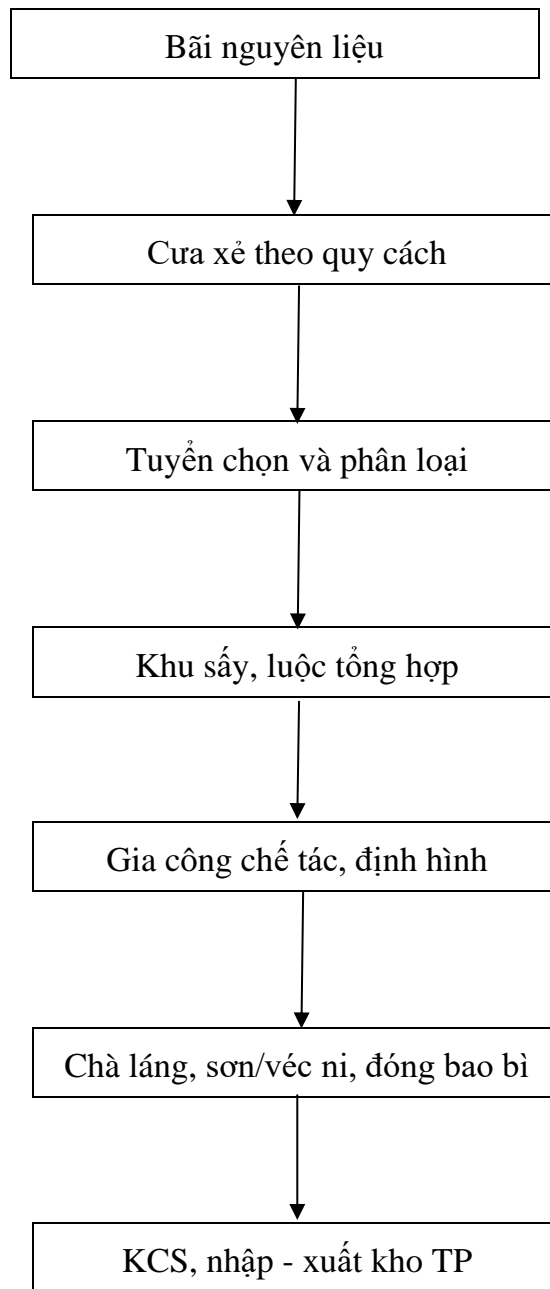 Bãi nguyên liệu
Cưa xẻ theo quy cách
Tuyển chọn và phân loại
Khu sấy, luộc tổng hợp
Gia công chế tác, định hình
Chà láng, sơn/véc ni, đóng bao bì
KCS, nhập - xuất kho TP